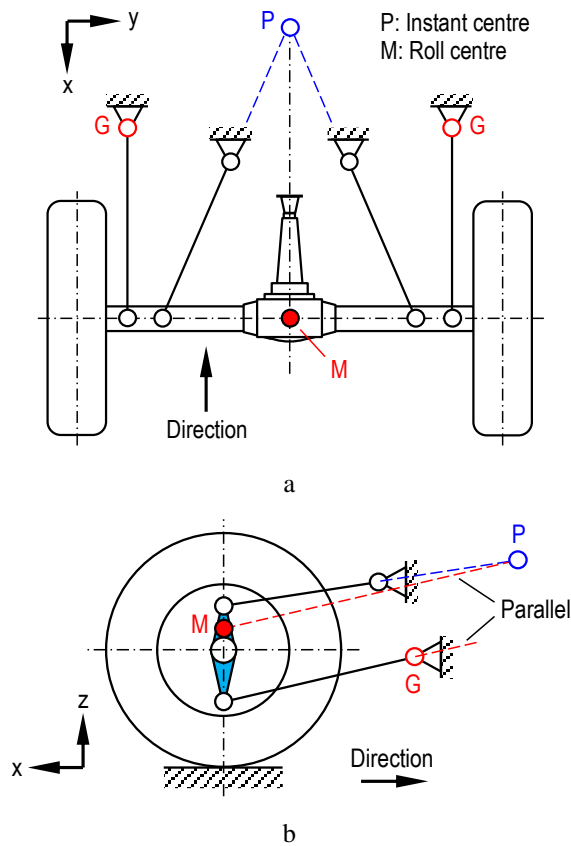 y
x
P
P: Instant centre
M: Roll centre
G
G
M
Direction
a
P
M
Parallel
G
z
x
Direction
b